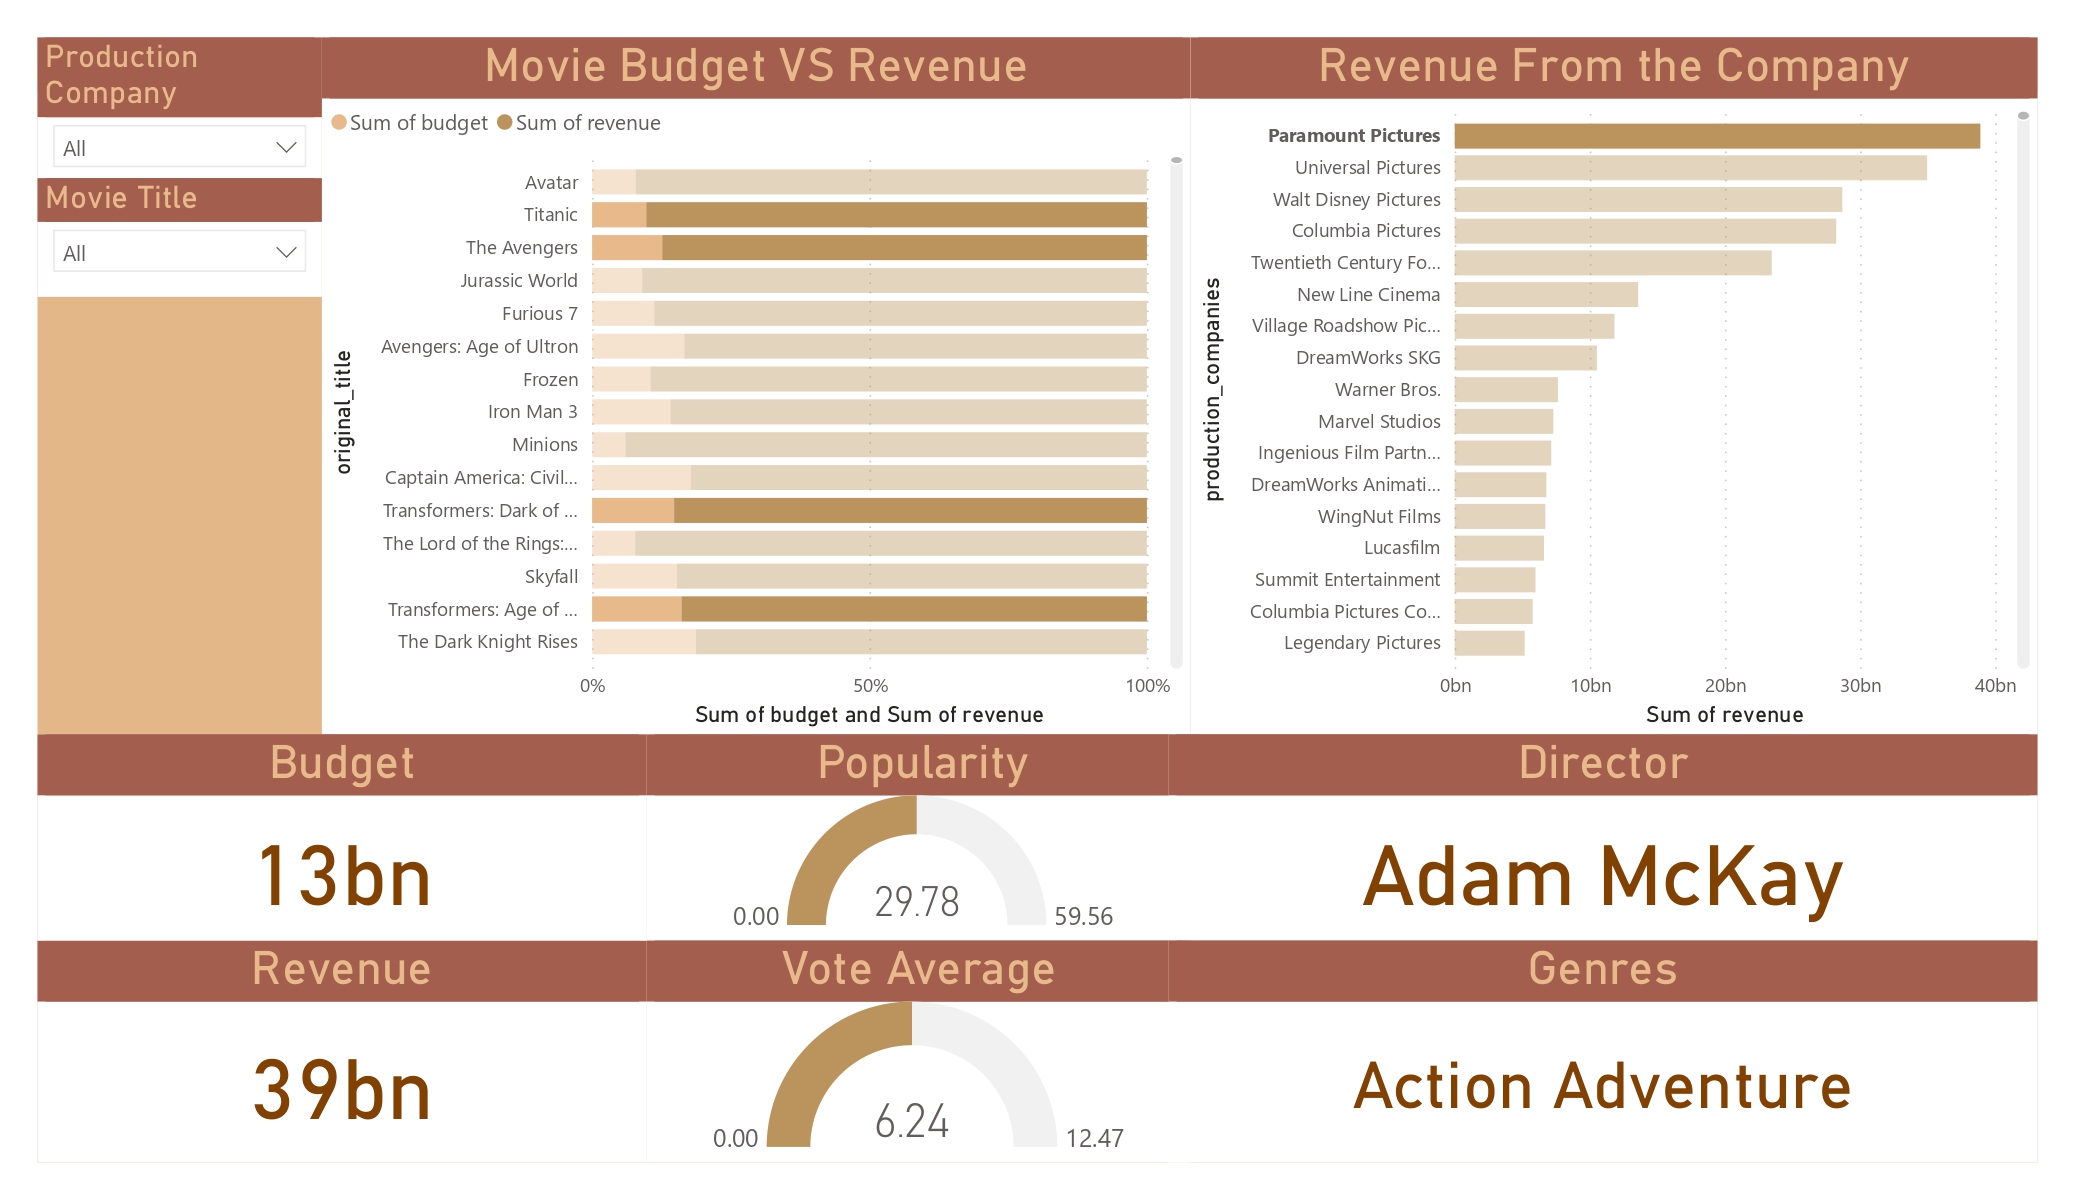 Production
Company
All
Movie Title
All
Movie Budget VS Revenue
Sum of budget
Sum of revenue
original_title
Avatar
Titanic
The Avengers
Jurassic World
Furious 7
Avengers: Age of Ultron
Frozen
Iron Man 3
Minions
Captain America: Civil...
Transformers: Dark of ...
The Lord of the Rings:...
Skyfall
Transformers: Age of ...
The Dark Knight Rises
0%
50%
100%
Sum of budget and Sum of revenue
Revenue From the Company
production_companies
Paramount Pictures
Universal Pictures
Walt Disney Pictures
Columbia Pictures
Twentieth Century Fo...
New Line Cinema
Village Roadshow Pic...
DreamWorks SKG
Warner Bros.
Marvel Studios
Ingenious Film Partn...
DreamWorks Animati...
WingNut Films
Lucasfilm
Summit Entertainment
Columbia Pictures Co...
Legendary Pictures
0bn
10bn
20bn
30bn
40bn
Sum of revenue
Budget
13bn
Popularity
0.00
29.78
59.56
Director
Adam McKay
Revenue
39bn
Vote Average
0.00
6.24
12.47
Genres
Action Adventure